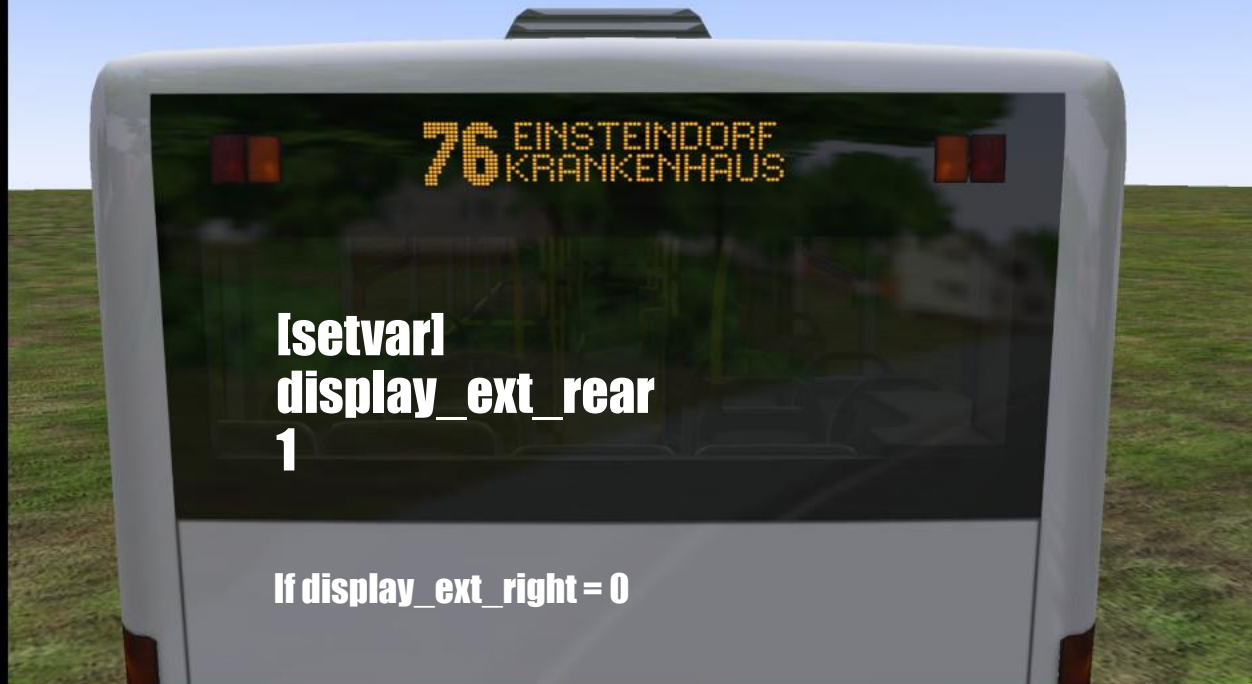 76 EINSTEINDORF
KRANKENHAUS
[setvar]
display_ext_rear
1
If display_ext_right = 0